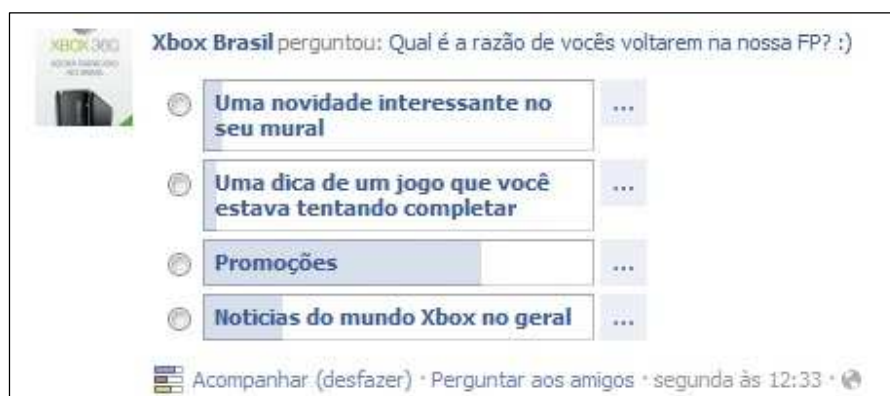 XBOX 360
Xbox Brasil perguntou: Qual é a razão de vocês voltarem na nossa FP? :)
Uma novidade interessante no
seu mural
...
Uma dica de um jogo que você
estava tentando completar
...
Promoções
...
Noticias do mundo Xbox no geral
...
Acompanhar (desfazer) · Perguntar aos amigos · segunda às 12:33 ·